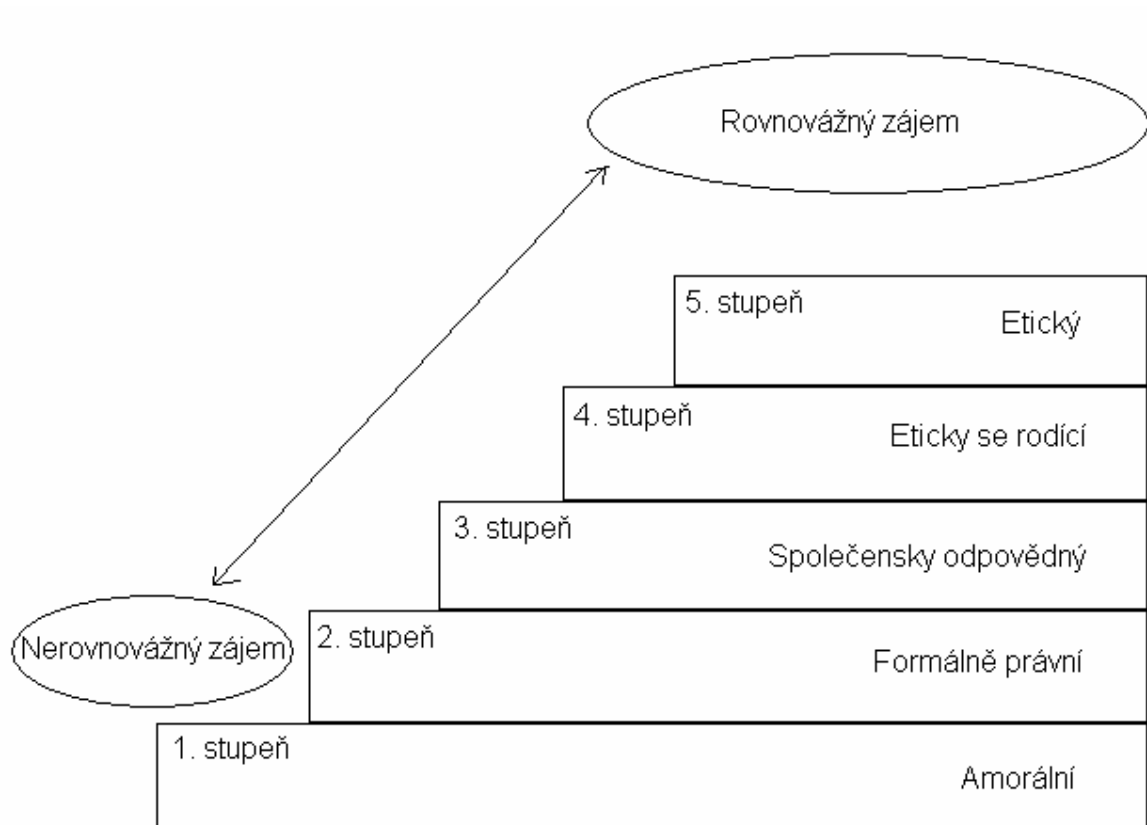 Rovnovážný zájem
5. stupeň
Etický
4. stupeň
Eticky se rodící
3. stupeň
Společensky odpovědný
Nerovnovážný zájem
2. stupeň
Formálně právní
1. stupeň
Amorální